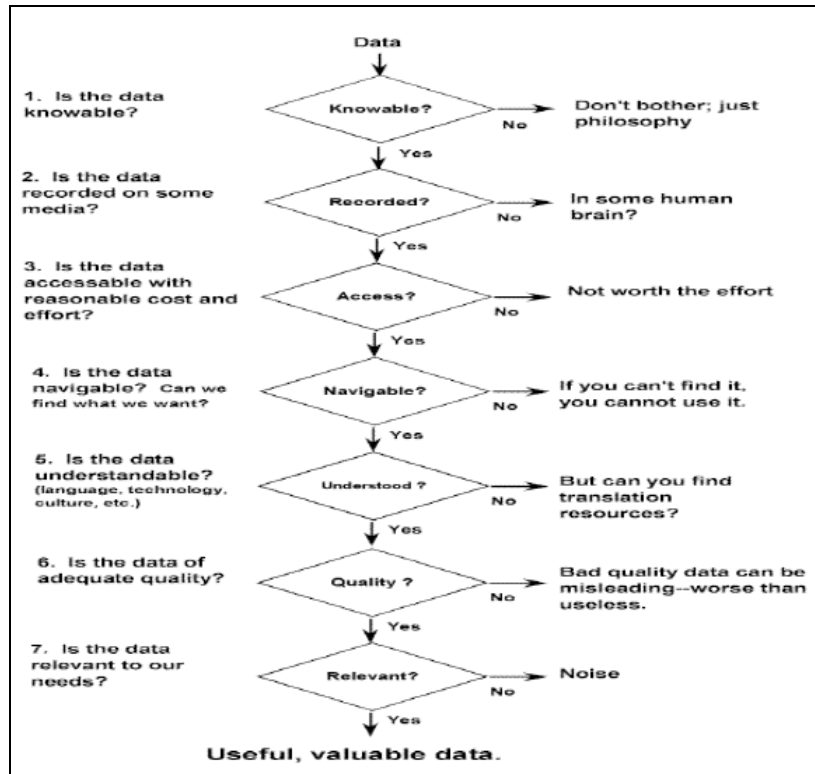 Data
1. Is the data
knowable?
Knowable?
No
Don't bother; just
philosophy
Yes
2. Is the data
recorded on some
media?
Recorded?
No
In some human
brain?
Yes
3. Is the data
accessable with
reasonable cost and
effort?
Access?
No
Not worth the effort
Yes
4. Is the data
navigable? Can we
find what we want?
Navigable?
No
If you can't find it,
you cannot use it.
Yes
5. Is the data
understandable?
(language, technology,
culture, etc.)
Understood ?
No
But can you find
translation
resources?
Yes
6. Is the data of
adequate quality?
Quality ?
No
Bad quality data can be
misleading--worse than
useless.
Yes
7. Is the data
relevant to our
needs?
Relevant?
No
Noise
Yes
Useful, valuable data.